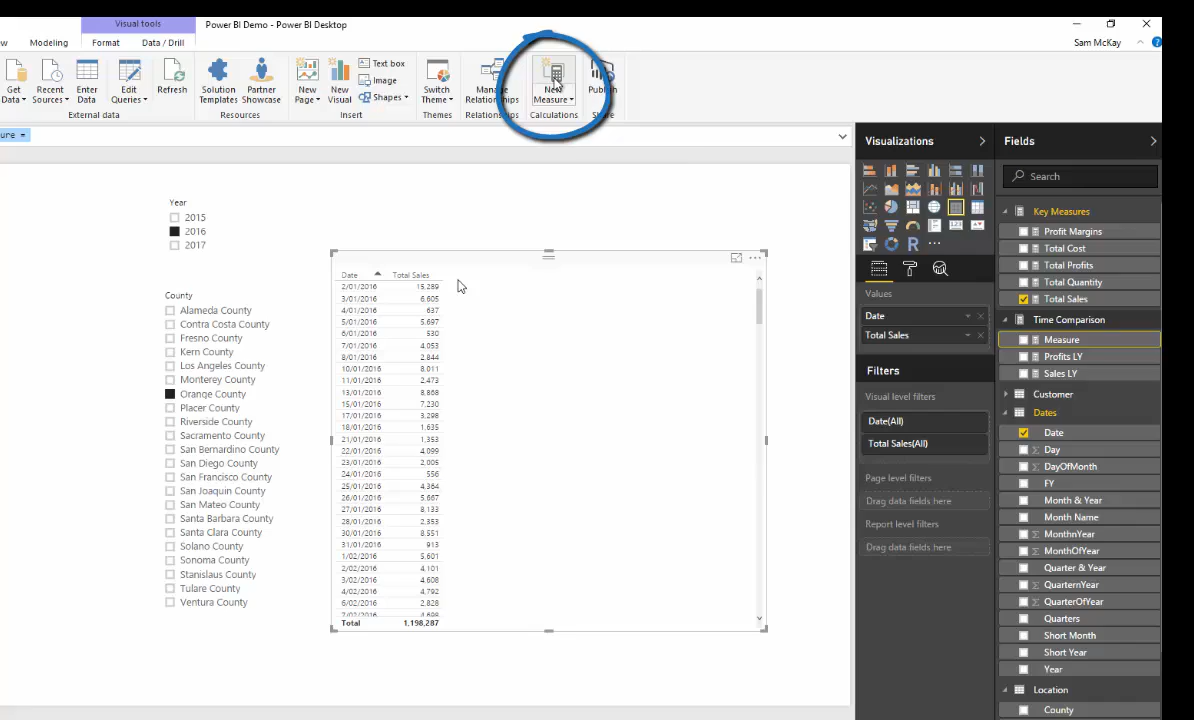 Visual tools
Power BI Demo - Power BI Desktop
Modeling
Format
Data / Drill
Sam McKay
Get Data
Recent Sources
Enter Data
Edit Queries
Refresh
Solution Templates
Partner Showcase
New Page
New Visual
Text box
Image
Shapes
Switch Theme
Manage Relationships
New Measure
Publish
External data
Resources
Insert
Themes
Relationships
Calculations
Share
ure =
Year
2015
2016
2017
County
Alameda County
Contra Costa County
Fresno County
Kern County
Los Angeles County
Monterey County
Orange County
Placer County
Riverside County
Sacramento County
San Bernardino County
San Diego County
San Francisco County
San Joaquin County
San Mateo County
Santa Barbara County
Santa Clara County
Solano County
Sonoma County
Stanislaus County
Tulare County
Ventura County
Date Total Sales
2/01/2016 15,289
3/01/2016 6,605
4/01/2016 637
5/01/2016 5,697
6/01/2016 530
7/01/2016 4,053
8/01/2016 2,844
10/01/2016 8,011
11/01/2016 2,473
13/01/2016 8,868
15/01/2016 7,230
17/01/2016 3,298
18/01/2016 1,635
21/01/2016 1,353
22/01/2016 4,099
23/01/2016 2,005
24/01/2016 556
25/01/2016 4,364
26/01/2016 5,667
27/01/2016 8,133
28/01/2016 2,353
30/01/2016 8,551
31/01/2016 913
1/02/2016 5,601
2/02/2016 4,101
3/02/2016 4,608
4/02/2016 4,792
6/02/2016 2,828
7/02/2016 4,698
Total 1,198,287
Visualizations
R
Values
Date
Total Sales
Filters
Visual level filters
Date(All)
Total Sales(All)
Page level filters
Drag data fields here
Report level filters
Drag data fields here
Fields
Search
Key Measures
Profit Margins
Total Cost
Total Profits
Total Quantity
Total Sales
Time Comparison
Measure
Profits LY
Sales LY
Customer
Dates
Date
Day
DayOfMonth
FY
Month & Year
Month Name
MonthnYear
MonthOfYear
Quarter & Year
QuarternYear
QuarterOfYear
Quarters
Short Month
Short Year
Year
Location
County